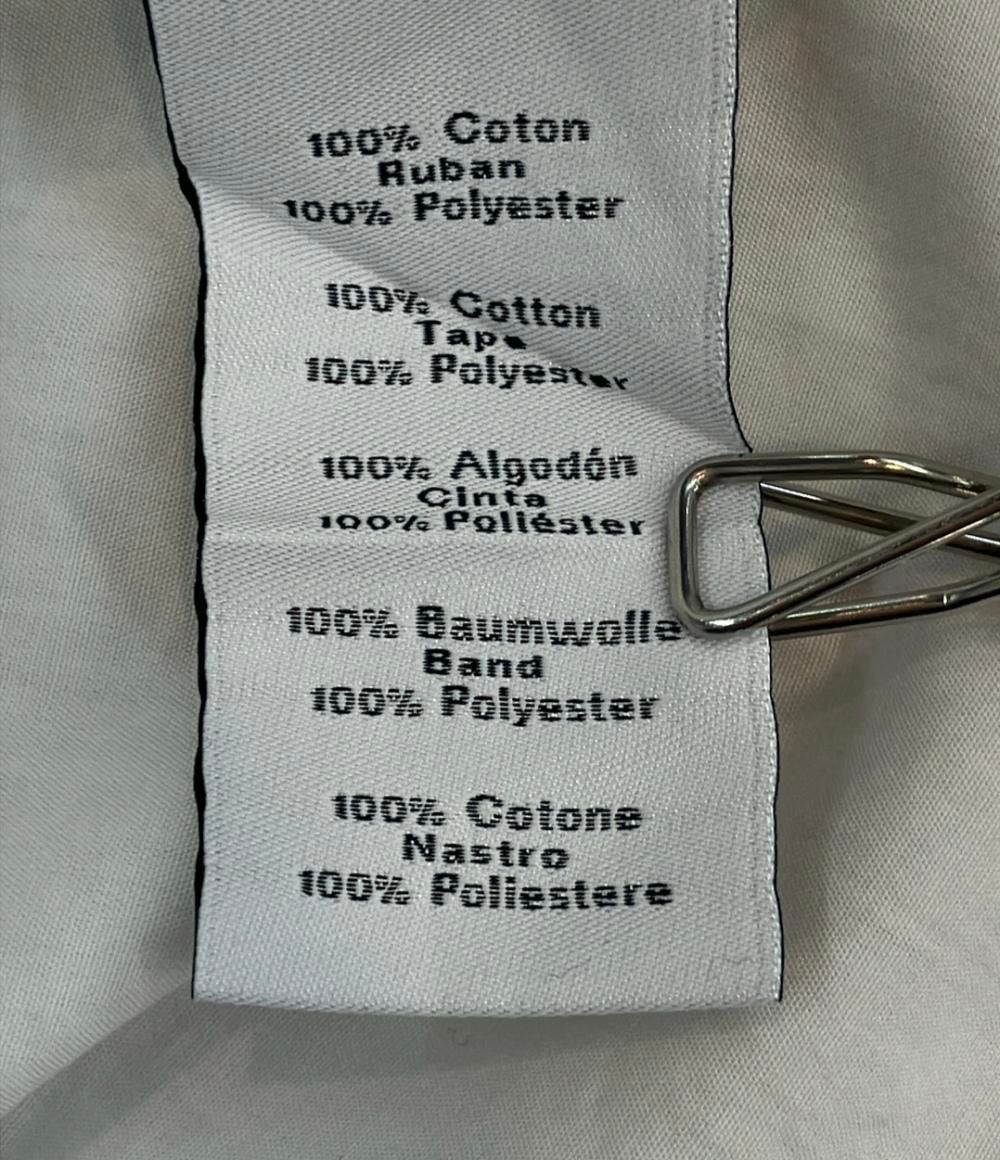 100% Coton
Ruban
100% Polyester
100% Cotton
Tape
100% Polyester
100% Algodón
Cinta
100% Poliéster
100% Baumwolle
Band
100% Polyester
100% Cotone
Nastro
100% Poliestere